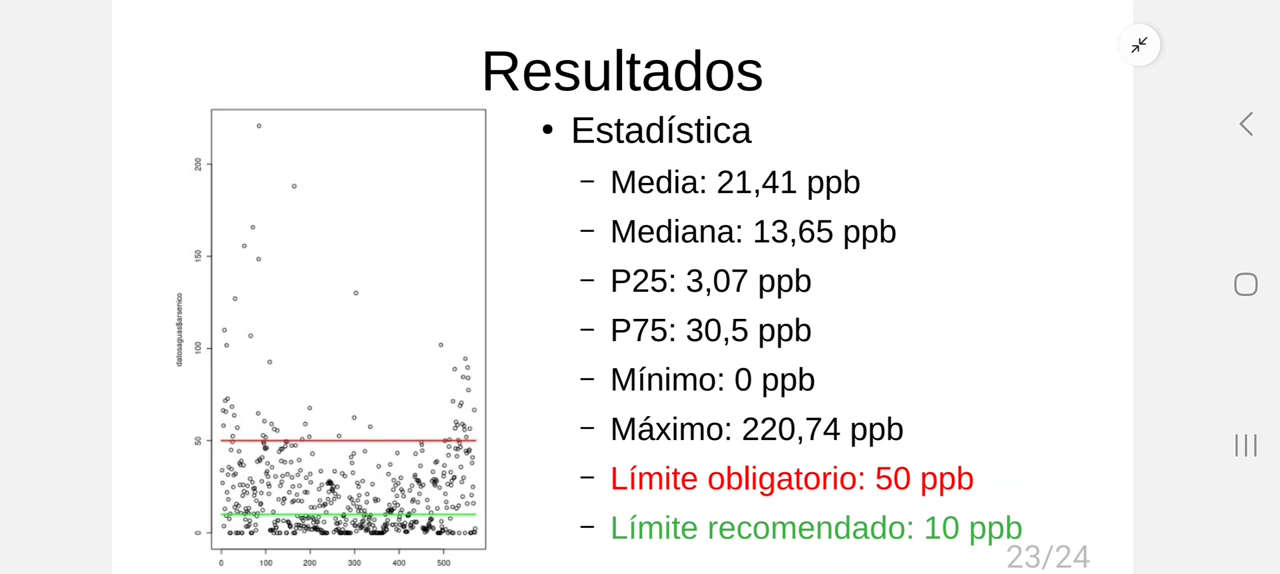 Resultados
• Estadística
– Media: 21,41 ppb
– Mediana: 13,65 ppb
– P25: 3,07 ppb
– P75: 30,5 ppb
– Mínimo: 0 ppb
– Máximo: 220,74 ppb
– Límite obligatorio: 50 ppb
– Límite recomendado: 10 ppb
23/24
datosaguas$arsenico
200
150
100
50
0
0 100 200 300 400 500